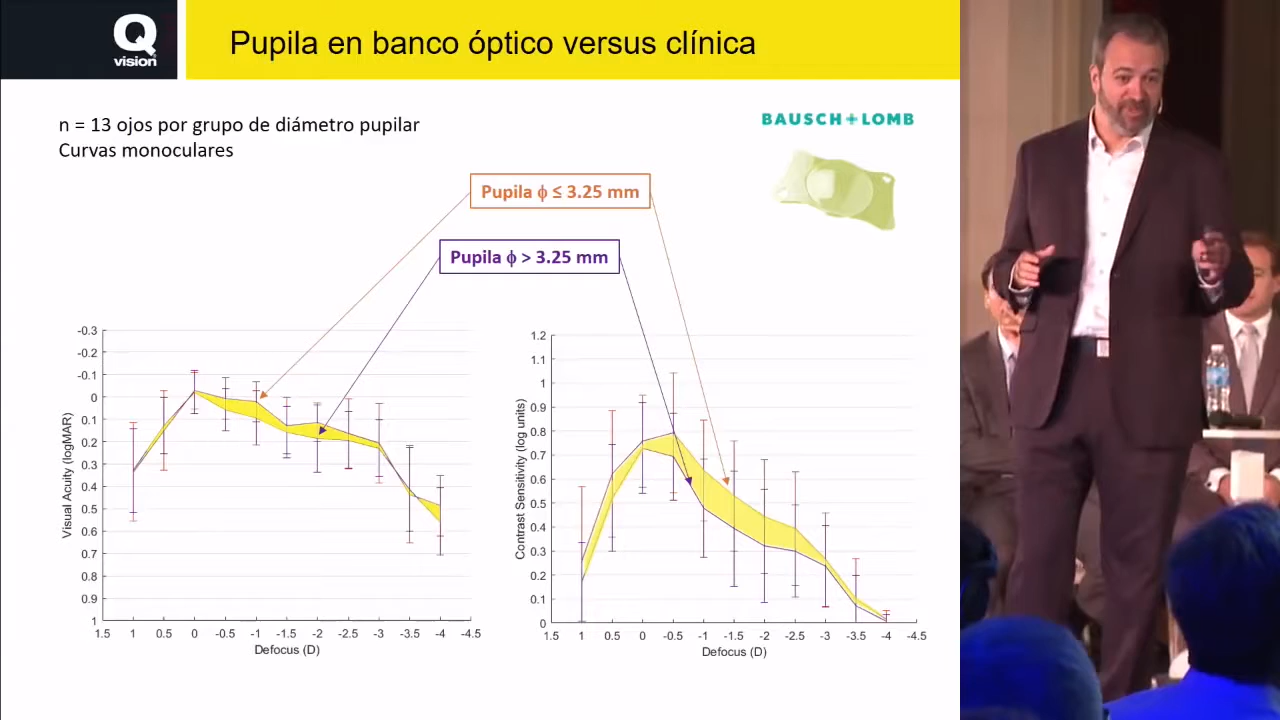 Q
vision
Pupila en banco óptico versus clínica
n = 13 ojos por grupo de diámetro pupilar
Curvas monoculares
BAUSCH+LOMB
Pupila ϕ ≤ 3.25 mm
Pupila ϕ > 3.25 mm
Visual Acuity (logMAR)
-0.3
-0.2
-0.1
0
0.1
0.2
0.3
0.4
0.5
0.6
0.7
0.8
0.9
1
1.5 1 0.5 0 -0.5 -1 -1.5 -2 -2.5 -3 -3.5 -4 -4.5
Defocus (D)
Contrast Sensitivity (log units)
1.2
1.1
1
0.9
0.8
0.7
0.6
0.5
0.4
0.3
0.2
0.1
0
1.5 1 0.5 0 -0.5 -1 -1.5 -2 -2.5 -3 -3.5 -4 -4.5
Defocus (D)